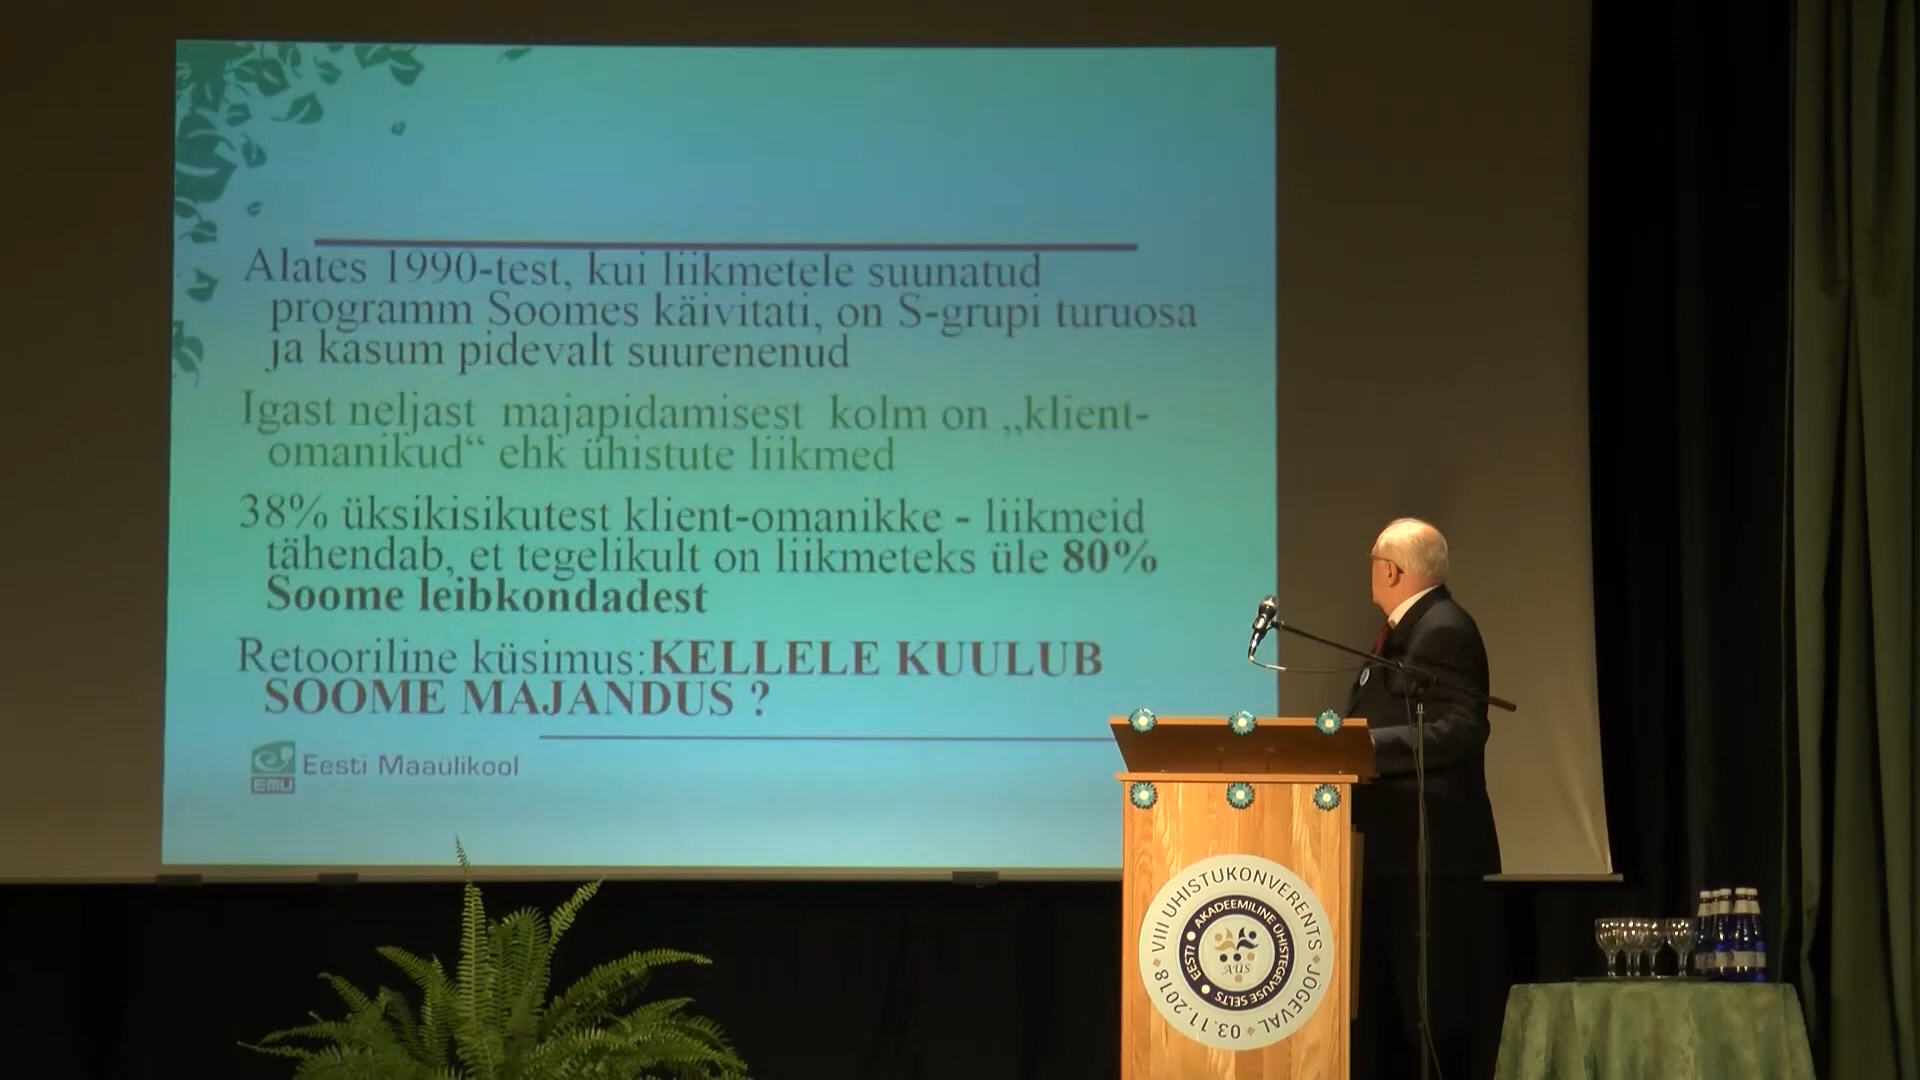 Alates 1990-test, kui liikmetele suunatud
programm Soomes käivitati, on S-grupi turuosa
ja kasum pidevalt suurenenud
Igast neljast majapidamisest kolm on „klient-
omanikud“ ehk ühistute liikmed
38% üksikisikutest klient-omanikke - liikmeid
tähendab, et tegelikult on liikmeteks üle 80%
Soome leibkondadest
Retooriline küsimus:KELLELE KUULUB
SOOME MAJANDUS ?
EMU
Eesti Maaülikool
VIII ÜHISTUKONVERENTS JÕGEVAL 03.11.2018
EESTI AKADEEMILINE ÜHISTEGEVUSE SELTS
AÜS